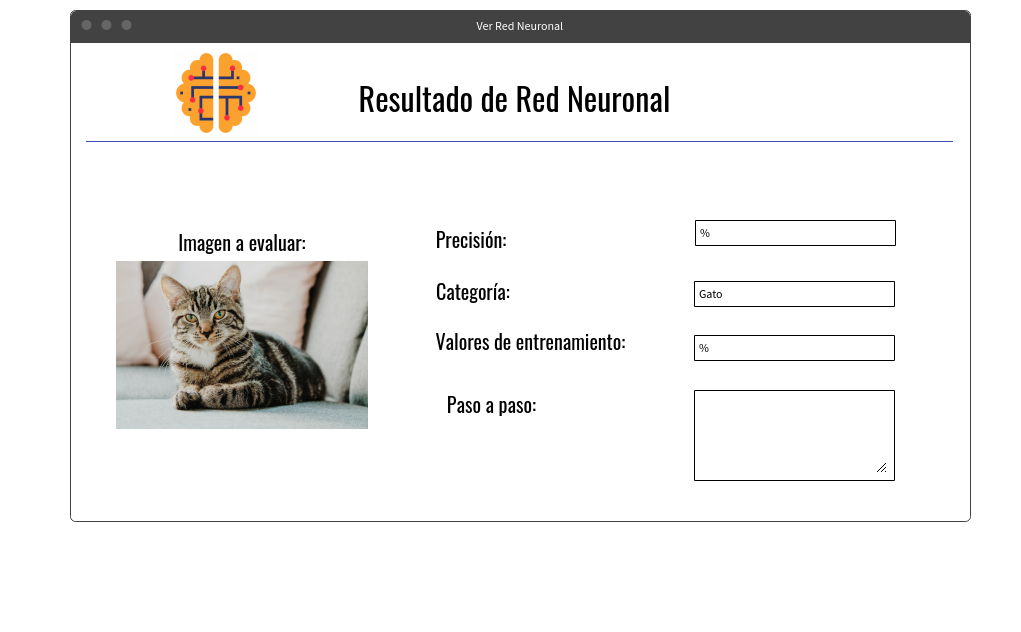 Ver Red Neuronal
Resultado de Red Neuronal
Imagen a evaluar:
Precisión:
%
Categoría:
Gato
Valores de entrenamiento:
%
Paso a paso: